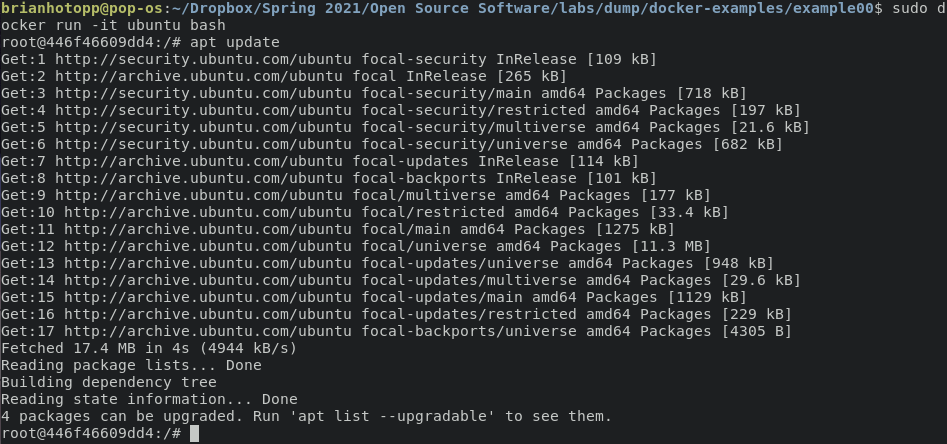 brianhotopp@pop-os:~/Dropbox/Spring 2021/Open Source Software/labs/dump/docker-examples/example00$ sudo d
ocker run -it ubuntu bash
root@446f46609dd4:/# apt update
Get:1 http://security.ubuntu.com/ubuntu focal-security InRelease [109 kB]
Get:2 http://archive.ubuntu.com/ubuntu focal InRelease [265 kB]
Get:3 http://security.ubuntu.com/ubuntu focal-security/main amd64 Packages [718 kB]
Get:4 http://security.ubuntu.com/ubuntu focal-security/restricted amd64 Packages [197 kB]
Get:5 http://security.ubuntu.com/ubuntu focal-security/multiverse amd64 Packages [21.6 kB]
Get:6 http://security.ubuntu.com/ubuntu focal-security/universe amd64 Packages [682 kB]
Get:7 http://archive.ubuntu.com/ubuntu focal-updates InRelease [114 kB]
Get:8 http://archive.ubuntu.com/ubuntu focal-backports InRelease [101 kB]
Get:9 http://archive.ubuntu.com/ubuntu focal/multiverse amd64 Packages [177 kB]
Get:10 http://archive.ubuntu.com/ubuntu focal/restricted amd64 Packages [33.4 kB]
Get:11 http://archive.ubuntu.com/ubuntu focal/main amd64 Packages [1275 kB]
Get:12 http://archive.ubuntu.com/ubuntu focal/universe amd64 Packages [11.3 MB]
Get:13 http://archive.ubuntu.com/ubuntu focal-updates/universe amd64 Packages [948 kB]
Get:14 http://archive.ubuntu.com/ubuntu focal-updates/multiverse amd64 Packages [29.6 kB]
Get:15 http://archive.ubuntu.com/ubuntu focal-updates/main amd64 Packages [1129 kB]
Get:16 http://archive.ubuntu.com/ubuntu focal-updates/restricted amd64 Packages [229 kB]
Get:17 http://archive.ubuntu.com/ubuntu focal-backports/universe amd64 Packages [4305 B]
Fetched 17.4 MB in 4s (4944 kB/s)
Reading package lists... Done
Building dependency tree
Reading state information... Done
4 packages can be upgraded. Run 'apt list --upgradable' to see them.
root@446f46609dd4:/#